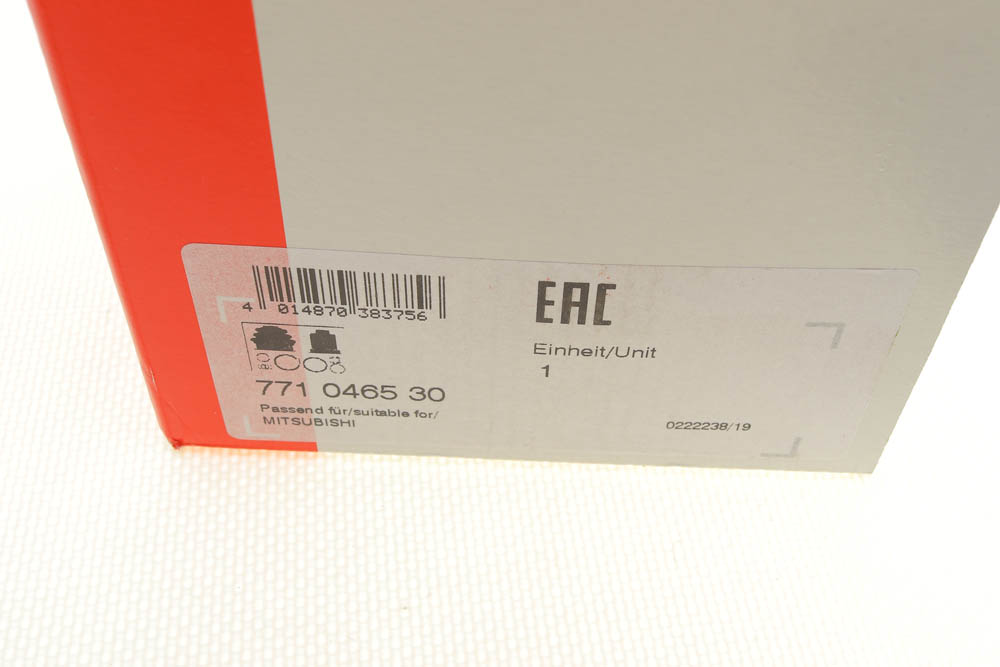 4 014870 383756
EAC
Einheit/Unit
1
771 0465 30
Passend für/suitable for/
MITSUBISHI
0222238/19